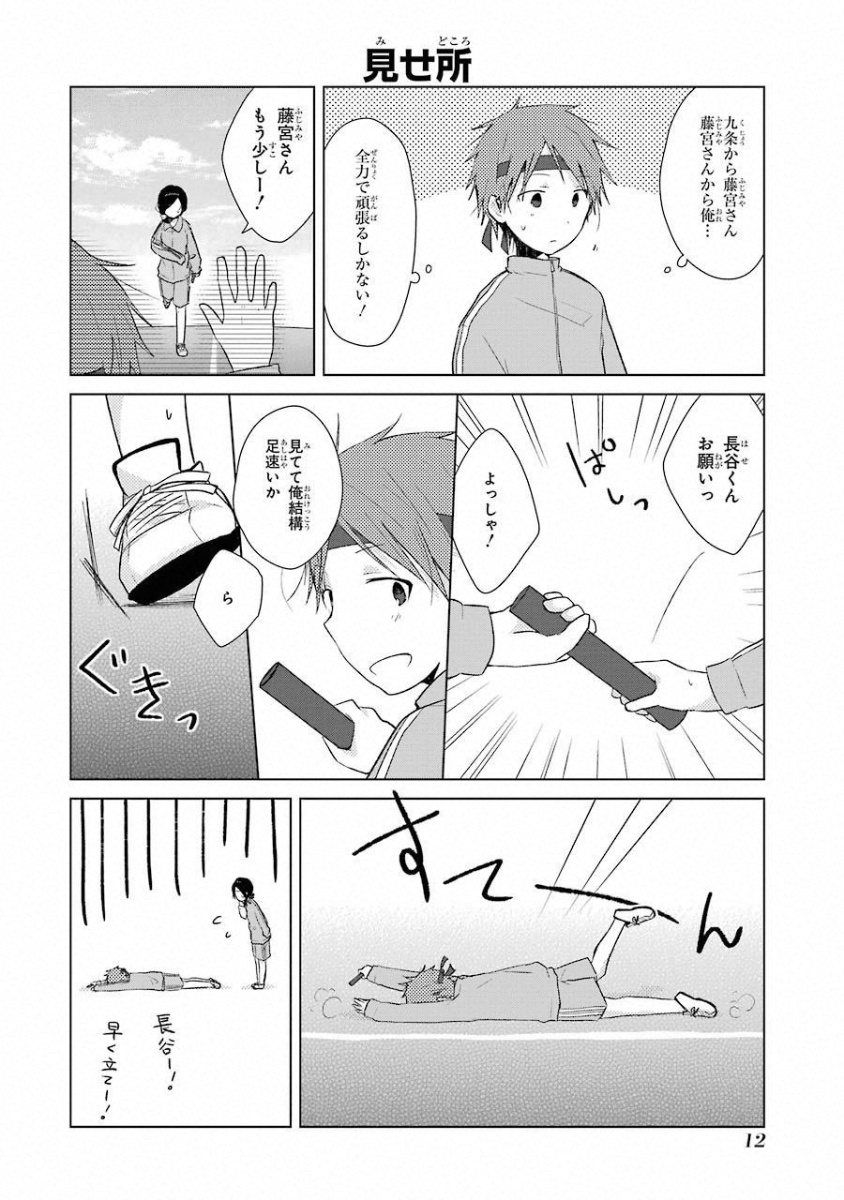 見せ所
九条から藤宮さん
藤宮さんから俺…
全力で頑張るしかない!
藤宮さん
もう少しー!
長谷くん
お願いっ
ぱしっ
よっしゃ!
見てて俺結構
足速いか
ら
ぐきっ
すてーん
長谷ー!
早く立てー!
12